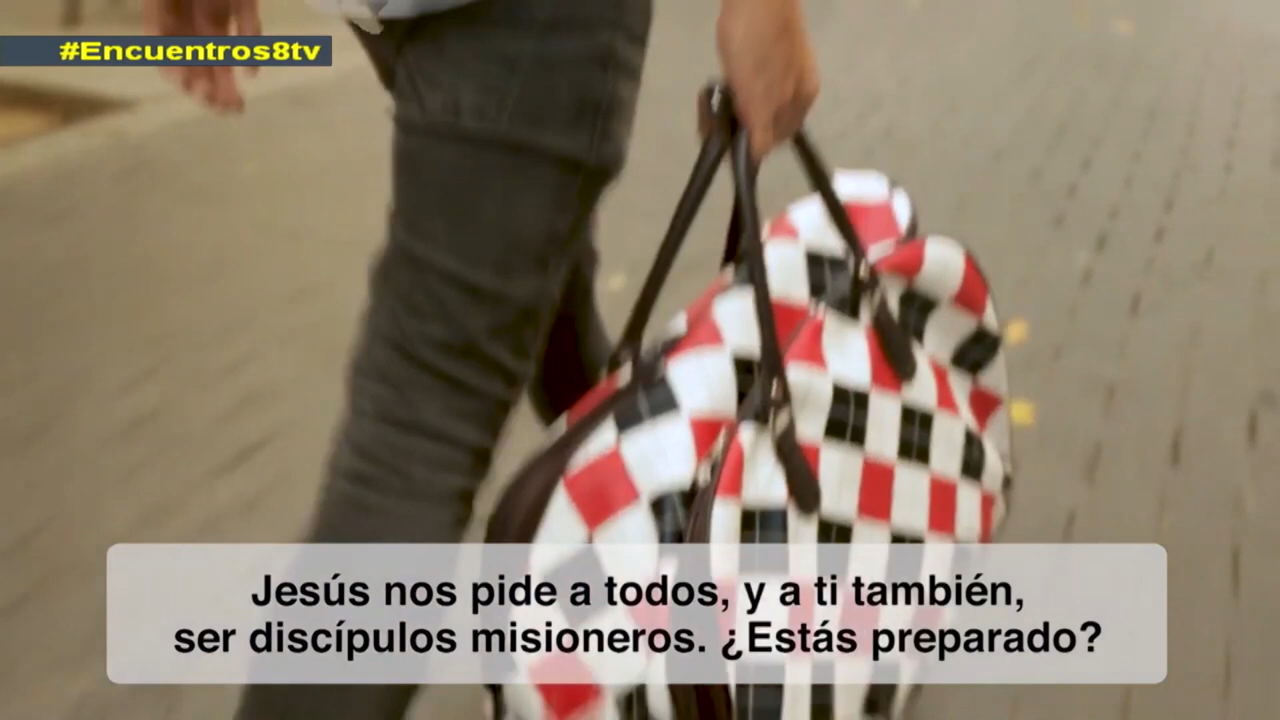 #Encuentros8tv
Jesús nos pide a todos, y a ti también,
ser discípulos misioneros. ¿Estás preparado?